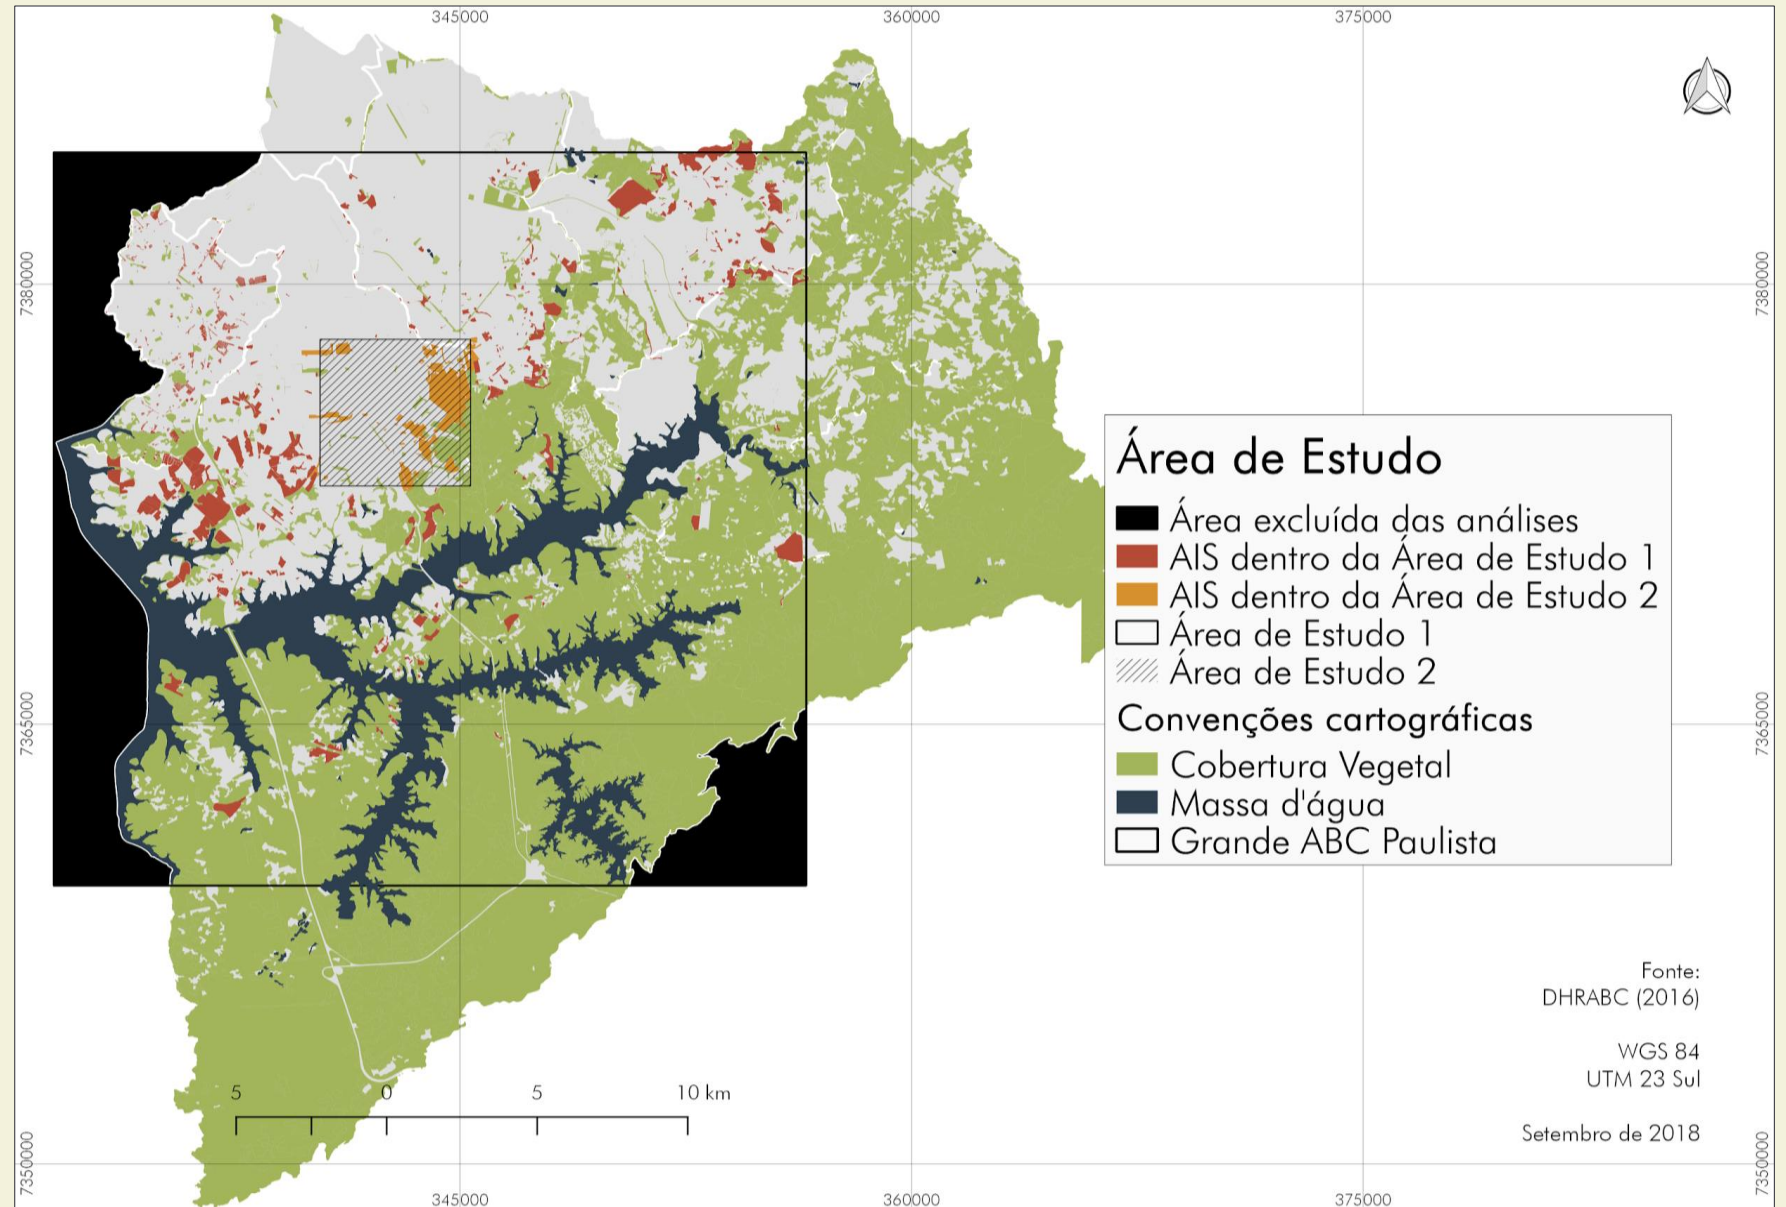 345000 360000 375000
7380000 7380000
Área de Estudo
Área excluída das análises
AIS dentro da Área de Estudo 1
AIS dentro da Área de Estudo 2
Área de Estudo 1
Área de Estudo 2
Convenções cartográficas
Cobertura Vegetal
Massa d'água
Grande ABC Paulista
7365000 7365000
Fonte:
DHRABC (2016)
WGS 84
UTM 23 Sul
5 0 5 10 km
Setembro de 2018
7350000 7350000
345000 360000 375000